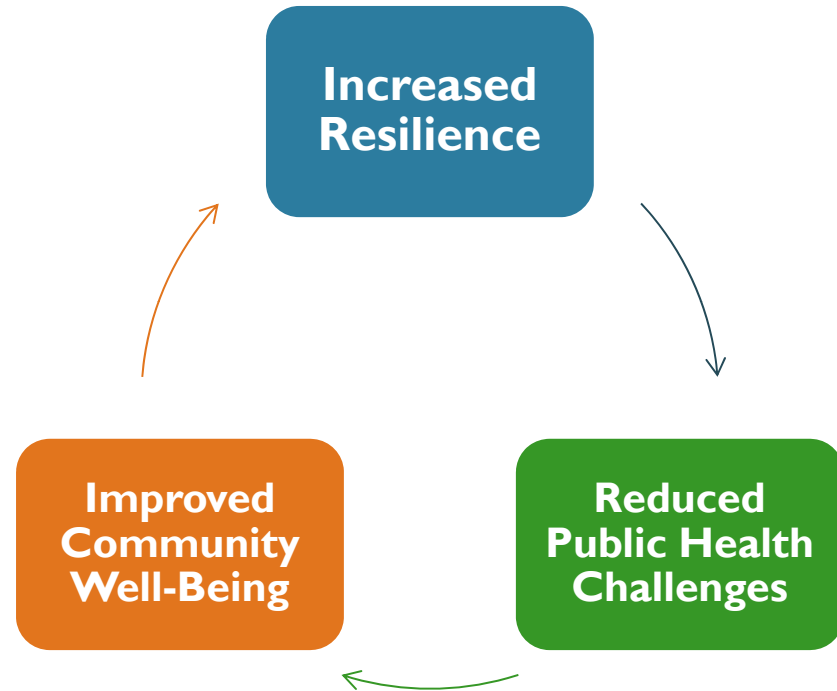 Increased
Resilience
Improved
Community
Well-Being
Reduced
Public Health
Challenges